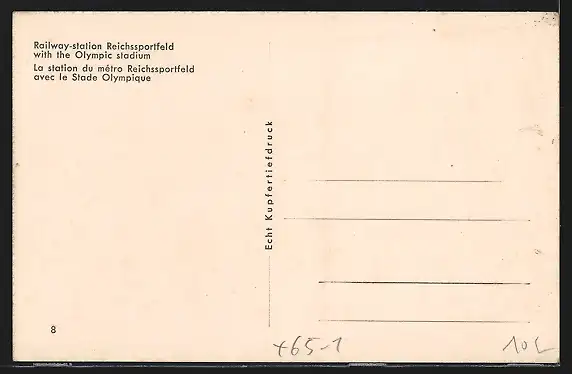 Railway-station Reichssportfeld
with the Olympic stadium
La station du métro Reichssportfeld
avec le Stade Olympique
Echt Kupfertiefdruck
8
+65-1